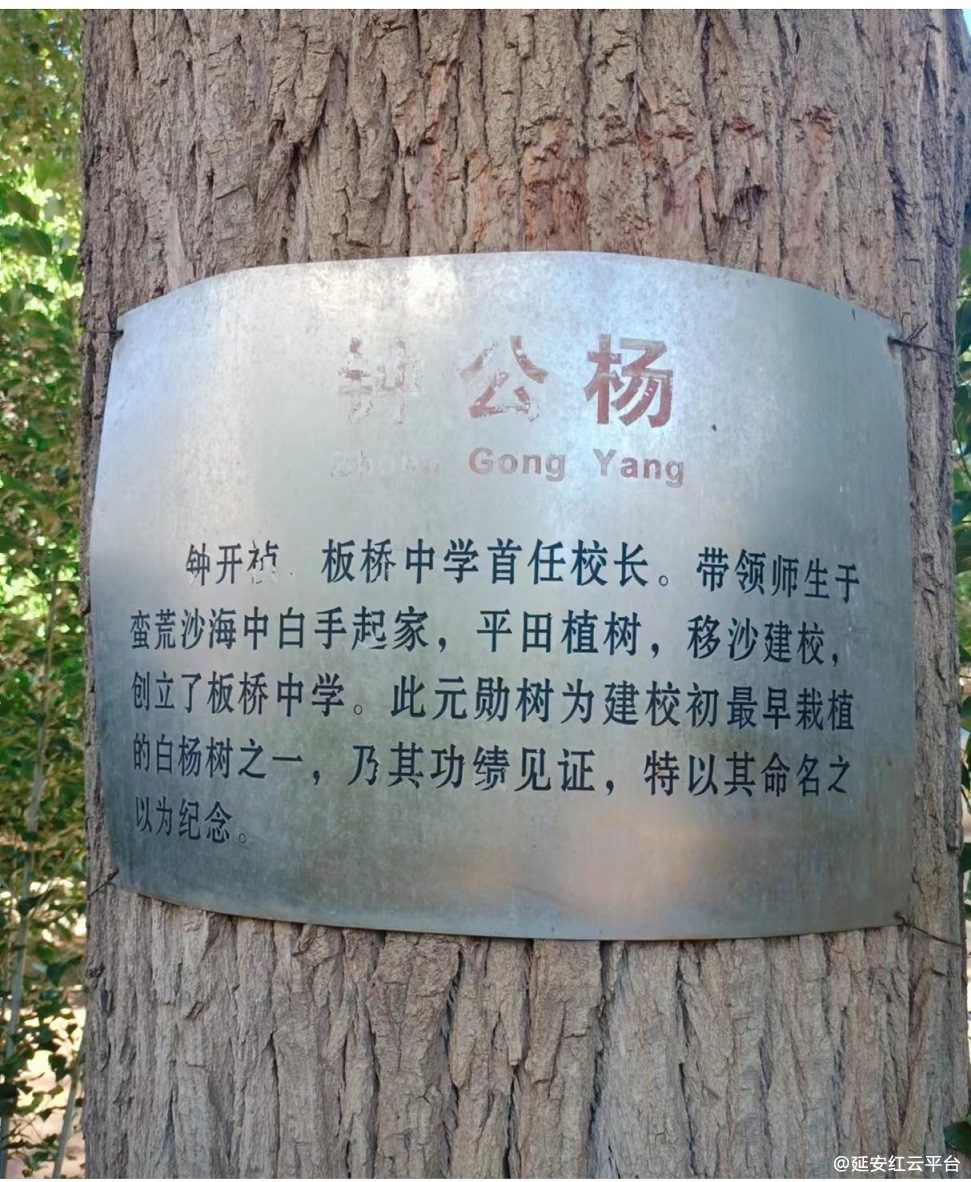 钟公杨
Zhong Gong Yang
钟开祯、板桥中学首任校长。带领师生于
蛮荒沙海中白手起家，平田植树，移沙建校，
创立了板桥中学。此元勋树为建校初最早栽植
的白杨树之一，乃其功绩见证，特以其命名之
以为纪念。
@延安红云平台